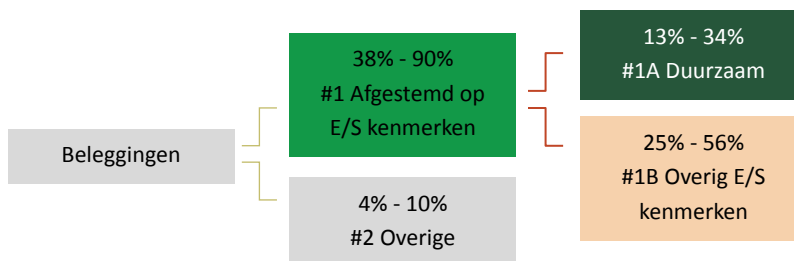 Beleggingen
38% - 90%
#1 Afgestemd op
E/S kenmerken
4% - 10%
#2 Overige
13% - 34%
#1A Duurzaam
25% - 56%
#1B Overig E/S
kenmerken